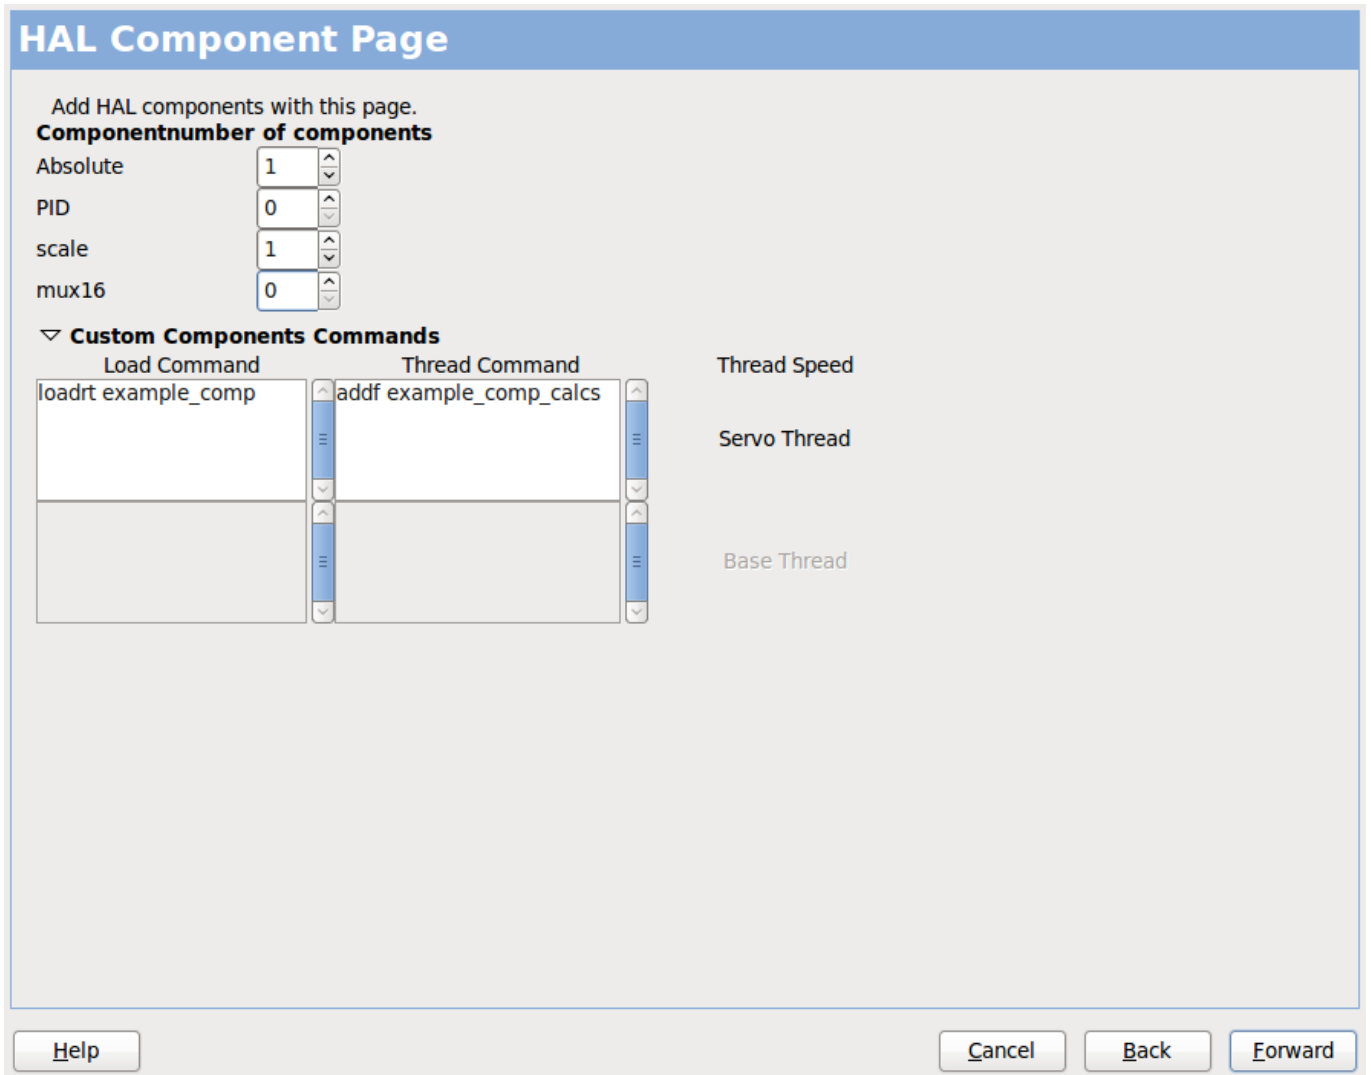 HAL Component Page
Add HAL components with this page.
Componentnumber of components
Absolute 1
PID 0
scale 1
mux16 0
Custom Components Commands
Load Command Thread Command Thread Speed
loadrt example_comp addf example_comp_calcs
Servo Thread
Base Thread
Help Cancel Back Forward